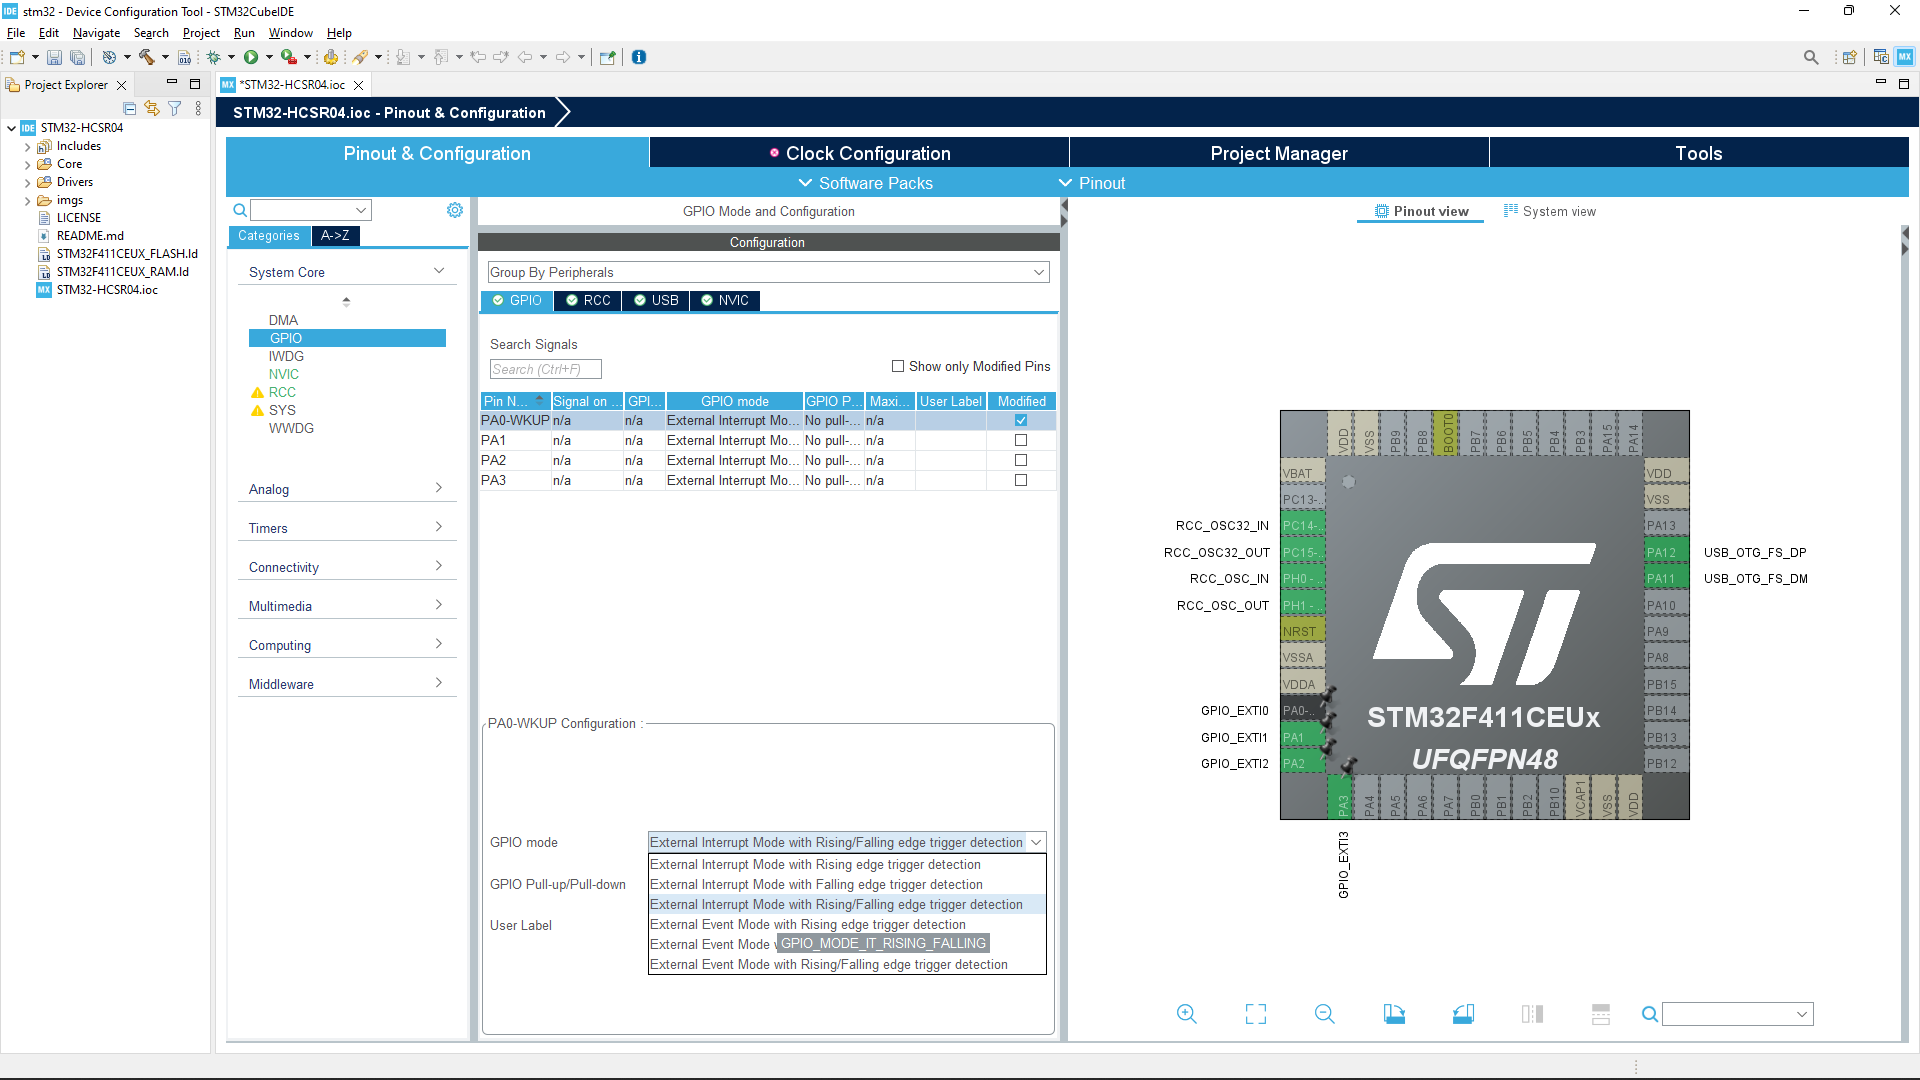 stm32 - Device Configuration Tool - STM32CubeIDE
File Edit Navigate Search Project Run Window Help
Project Explorer
*STM32-HCSR04.ioc
STM32-HCSR04
Includes
Core
Drivers
imgs
LICENSE
README.md
STM32F411CEUX_FLASH.ld
STM32F411CEUX_RAM.ld
STM32-HCSR04.ioc
STM32-HCSR04.ioc - Pinout & Configuration
Pinout & Configuration
Clock Configuration
Project Manager
Tools
Software Packs
Pinout
Categories
A->Z
System Core
DMA
GPIO
IWDG
NVIC
RCC
SYS
WWDG
Analog
Timers
Connectivity
Multimedia
Computing
Middleware
GPIO Mode and Configuration
Configuration
Group By Peripherals
GPIO RCC USB NVIC
Search Signals
Search (Ctrl+F)
Show only Modified Pins
Pin N... Signal on ... GPI... GPIO mode GPIO P... Maxi... User Label Modified
PA0-WKUP n/a n/a External Interrupt Mo... No pull-... n/a
PA1 n/a n/a External Interrupt Mo... No pull-... n/a
PA2 n/a n/a External Interrupt Mo... No pull-... n/a
PA3 n/a n/a External Interrupt Mo... No pull-... n/a
PA0-WKUP Configuration :
GPIO mode
External Interrupt Mode with Rising/Falling edge trigger detection
External Interrupt Mode with Rising edge trigger detection
External Interrupt Mode with Falling edge trigger detection
External Interrupt Mode with Rising/Falling edge trigger detection
External Event Mode with Rising edge trigger detection
External Event Mode
GPIO_MODE_IT_RISING_FALLING
External Event Mode with Rising/Falling edge trigger detection
GPIO Pull-up/Pull-down
User Label
Pinout view
System view
VDD VSS PB9 PB8 BOOT0 PB7 PB6 PB5 PB4 PB3 PA15 PA14
VBAT
PC13-..
RCC_OSC32_IN PC14-..
RCC_OSC32_OUT PC15-..
RCC_OSC_IN PH0 - ..
RCC_OSC_OUT PH1 - ..
NRST
VSSA
VDDA
GPIO_EXTI0 PA0-..
GPIO_EXTI1 PA1
GPIO_EXTI2 PA2
STM32F411CEUx
UFQFPN48
VDD
VSS
PA13
PA12 USB_OTG_FS_DP
PA11 USB_OTG_FS_DM
PA10
PA9
PA8
PB15
PB14
PB13
PB12
PA3 PA4 PA5 PA6 PA7 PB0 PB1 PB2 PB10 VCAP1 VSS VDD
GPIO_EXTI3